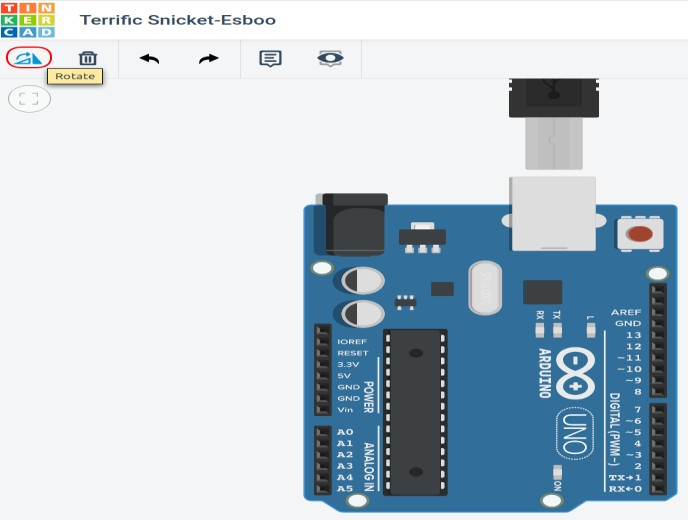 TIN
KER
CAD
Terrific Snicket-Esboo
Rotate
RX
TX
L
AREF
GND
13
12
~11
~10
~9
8
7
~6
~5
4
~3
2
TX→1
RX←0
DIGITAL (PWM~)
ARDUINO
UNO
ON
IOREF
RESET
3.3V
5V
GND
GND
Vin
POWER
A0
A1
A2
A3
A4
A5
ANALOG IN